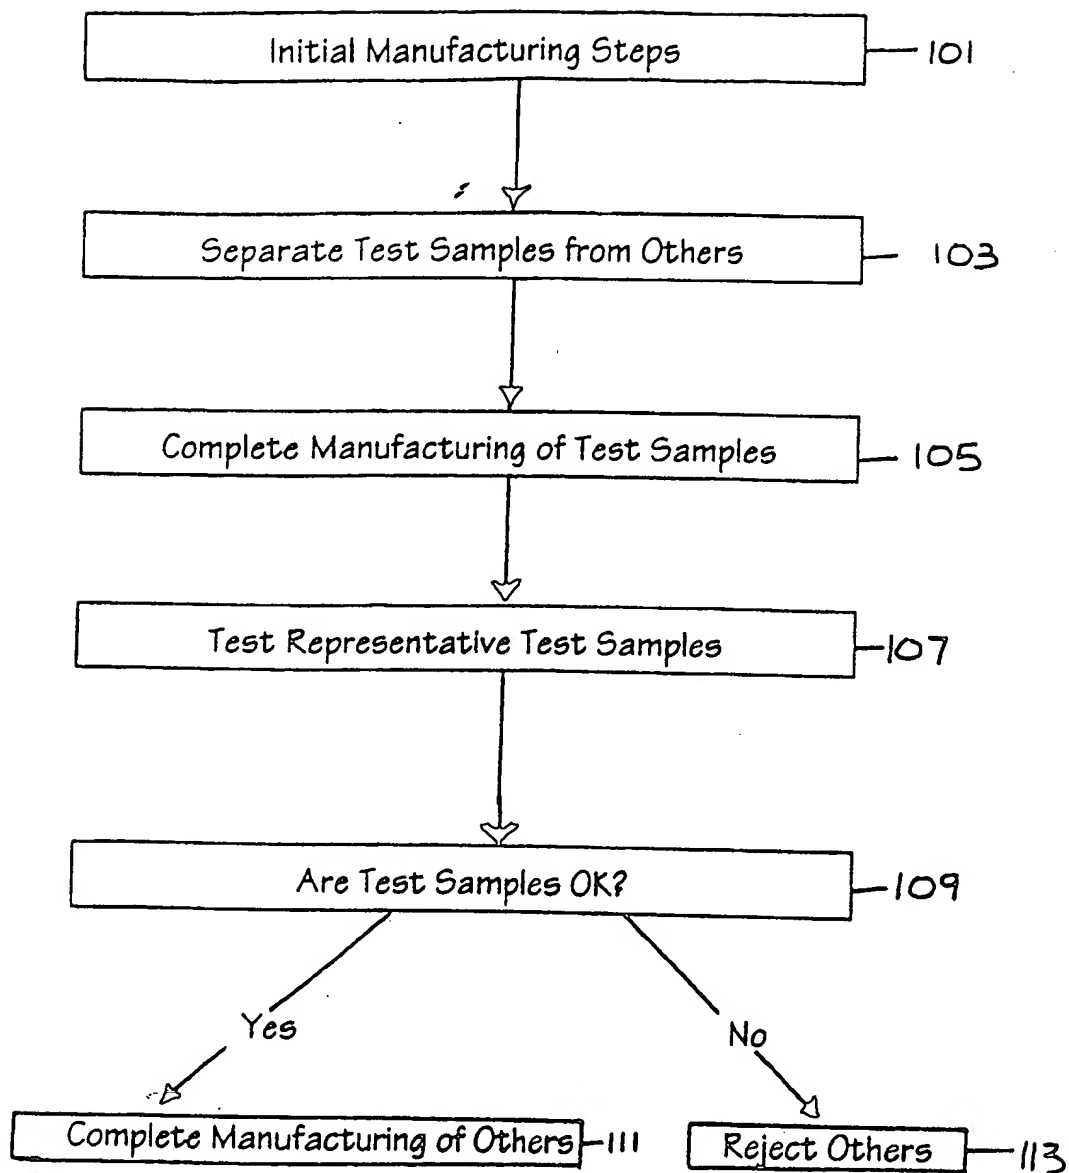 Initial Manufacturing Steps 101
Separate Test Samples from Others 103
Complete Manufacturing of Test Samples 105
Test Representative Test Samples 107
Are Test Samples OK? 109
Yes No
Complete Manufacturing of Others 111 Reject Others 113